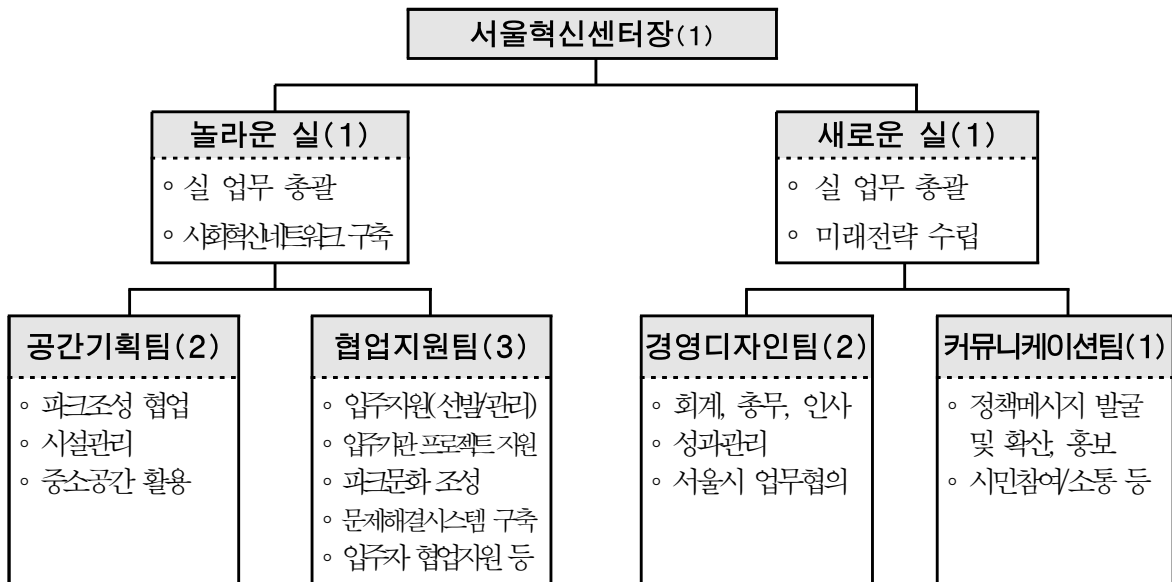 서울혁신센터장(1)
놀라운 실(1)
◦ 실 업무 총괄
◦ 사회혁신네트워크 구축
새로운 실(1)
◦ 실 업무 총괄
◦ 미래전략 수립
공간기획팀(2)
◦ 파크조성 협업
◦ 시설관리
◦ 중소공간 활용
협업지원팀(3)
◦ 입주지원(선발/관리)
◦ 입주기관 프로젝트 지원
◦ 파크문화 조성
◦ 문제해결시스템 구축
◦ 입주자 협업지원 등
경영디자인팀(2)
◦ 회계, 총무, 인사
◦ 성과관리
◦ 서울시 업무협의
커뮤니케이션팀(1)
◦ 정책메시지 발굴
및 확산, 홍보
◦ 시민참여/소통 등